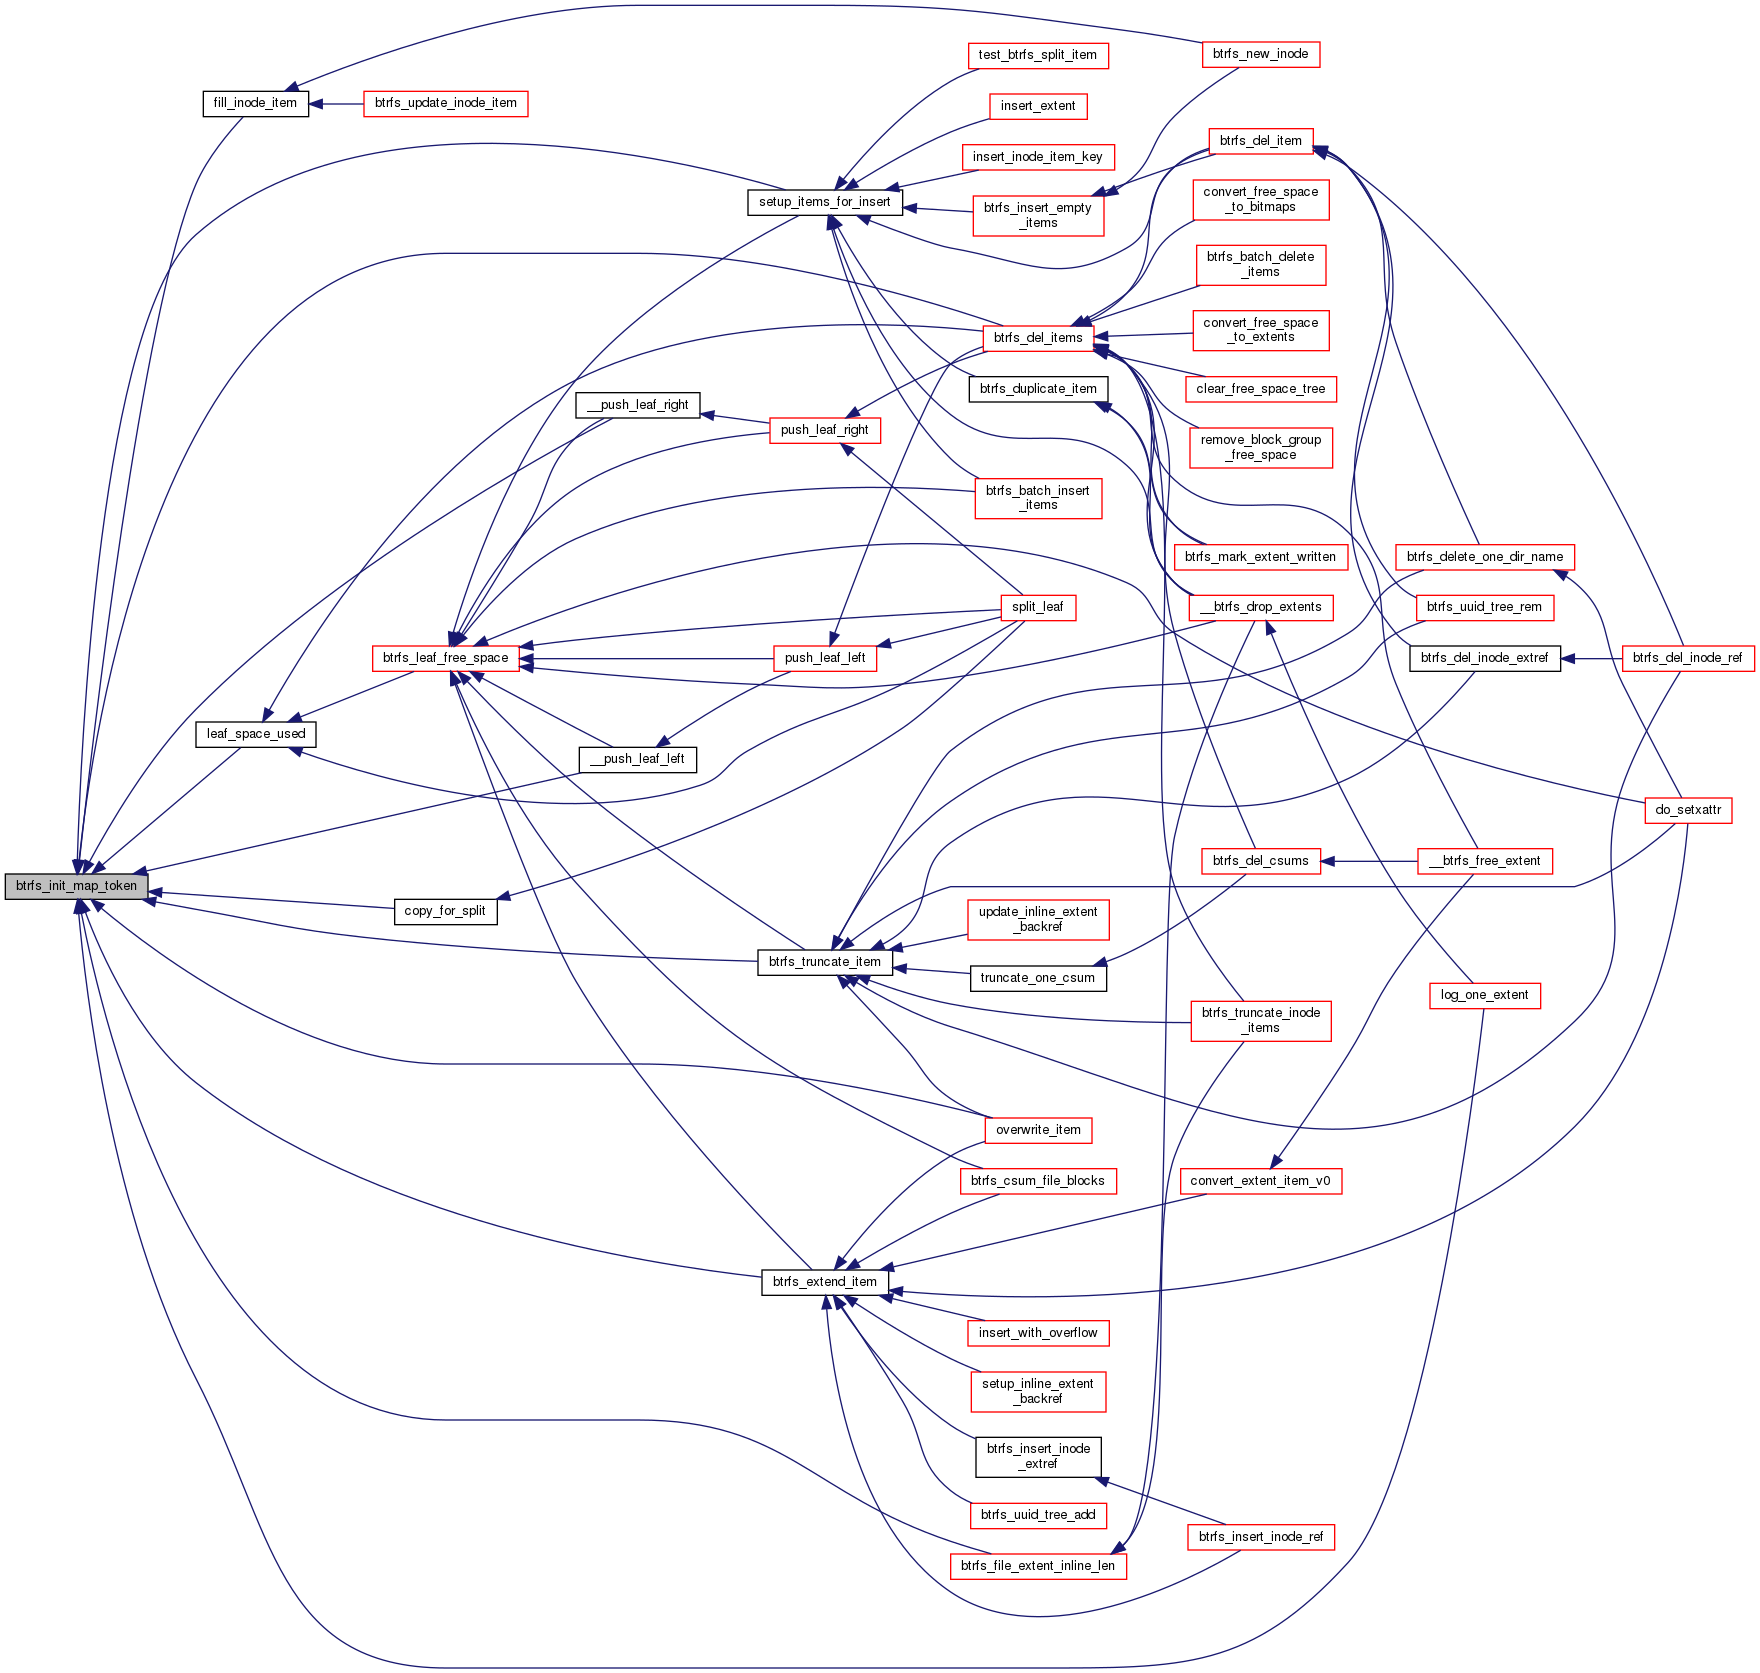 btrfs_new_inode
test_btrfs_split_item
fill_inode_item
btrfs_update_inode_item
insert_extent
btrfs_del_item
insert_inode_item_key
setup_items_for_insert
btrfs_insert_empty
_items
convert_free_space
_to_bitmaps
btrfs_batch_delete
_items
btrfs_del_items
convert_free_space
_to_extents
btrfs_duplicate_item
clear_free_space_tree
__push_leaf_right
push_leaf_right
remove_block_group
_free_space
btrfs_batch_insert
_items
btrfs_mark_extent_written
btrfs_delete_one_dir_name
split_leaf
__btrfs_drop_extents
btrfs_uuid_tree_rem
btrfs_leaf_free_space
push_leaf_left
btrfs_del_inode_extref
btrfs_del_inode_ref
leaf_space_used
__push_leaf_left
do_setxattr
btrfs_del_csums
__btrfs_free_extent
btrfs_init_map_token
copy_for_split
update_inline_extent
_backref
btrfs_truncate_item
truncate_one_csum
log_one_extent
btrfs_truncate_inode
_items
overwrite_item
btrfs_csum_file_blocks
convert_extent_item_v0
btrfs_extend_item
insert_with_overflow
setup_inline_extent
_backref
btrfs_insert_inode
_extref
btrfs_uuid_tree_add
btrfs_insert_inode_ref
btrfs_file_extent_inline_len